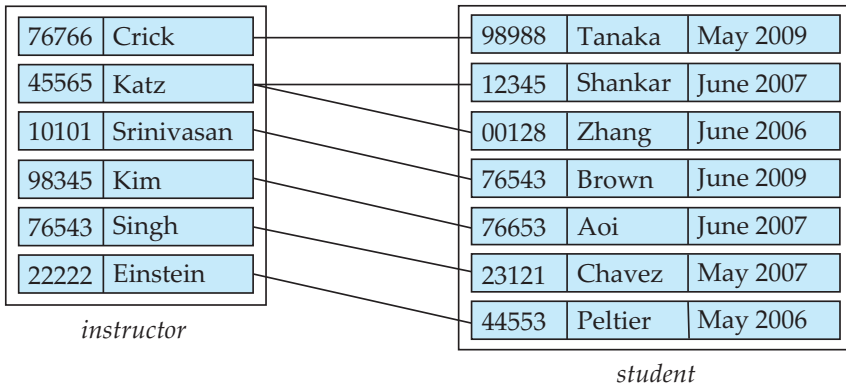 76766 Crick
45565 Katz
10101 Srinivasan
98345 Kim
76543 Singh
22222 Einstein
instructor
98988 Tanaka May 2009
12345 Shankar June 2007
00128 Zhang June 2006
76543 Brown June 2009
76653 Aoi June 2007
23121 Chavez May 2007
44553 Peltier May 2006
student